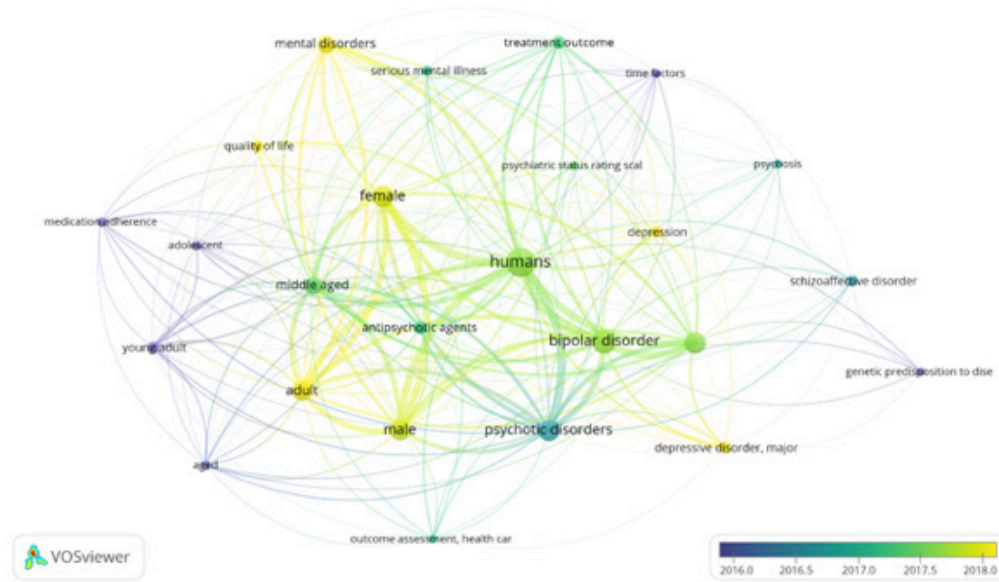 mental disorders
treatment outcome
serious mental illness
time factors
quality of life
psychiatric status rating scal
psychosis
female
medication adherence
depression
adolescent
humans
middle aged
schizoaffective disorder
antipsychotic agents
bipolar disorder
young adult
genetic predisposition to dise
adult
male
psychotic disorders
depressive disorder, major
aged
outcome assessment, health car
VOSviewer
2016.0 2016.5 2017.0 2017.5 2018.0